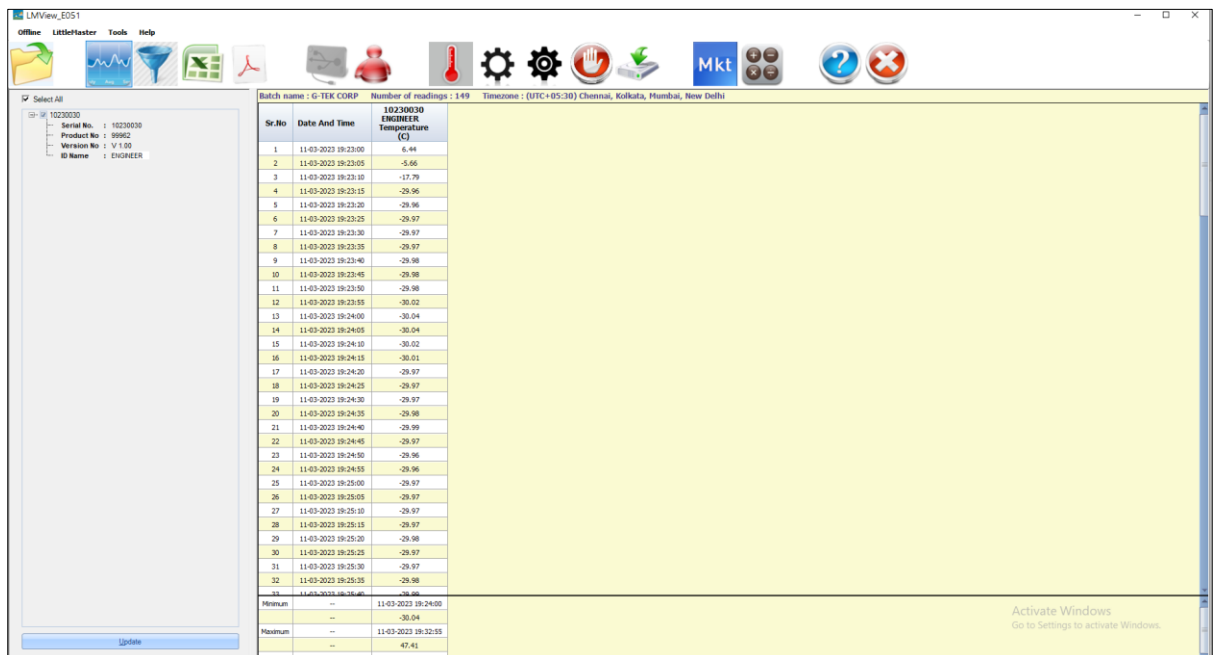 LMView_E051
Offline LittleMaster Tools Help
Mkt
Select All
10230030
Serial No. : 10230030
Product No : 99962
Version No : V 1.00
ID Name : ENGINEER
Update
Batch name : G-TEK CORP Number of readings : 149 Timezone : (UTC+05:30) Chennai, Kolkata, Mumbai, New Delhi
Sr.No Date And Time 10230030 ENGINEER Temperature (C)
1 11-03-2023 19:23:00 6.44
2 11-03-2023 19:23:05 -5.66
3 11-03-2023 19:23:10 -17.79
4 11-03-2023 19:23:15 -29.96
5 11-03-2023 19:23:20 -29.96
6 11-03-2023 19:23:25 -29.97
7 11-03-2023 19:23:30 -29.97
8 11-03-2023 19:23:35 -29.97
9 11-03-2023 19:23:40 -29.98
10 11-03-2023 19:23:45 -29.98
11 11-03-2023 19:23:50 -29.98
12 11-03-2023 19:23:55 -30.02
13 11-03-2023 19:24:00 -30.04
14 11-03-2023 19:24:05 -30.04
15 11-03-2023 19:24:10 -30.02
16 11-03-2023 19:24:15 -30.01
17 11-03-2023 19:24:20 -29.97
18 11-03-2023 19:24:25 -29.97
19 11-03-2023 19:24:30 -29.97
20 11-03-2023 19:24:35 -29.98
21 11-03-2023 19:24:40 -29.99
22 11-03-2023 19:24:45 -29.97
23 11-03-2023 19:24:50 -29.96
24 11-03-2023 19:24:55 -29.96
25 11-03-2023 19:25:00 -29.97
26 11-03-2023 19:25:05 -29.97
27 11-03-2023 19:25:10 -29.97
28 11-03-2023 19:25:15 -29.97
29 11-03-2023 19:25:20 -29.98
30 11-03-2023 19:25:25 -29.97
31 11-03-2023 19:25:30 -29.97
32 11-03-2023 19:25:35 -29.98
33 11-03-2023 19:25:40 -29.99
Minimum -- 11-03-2023 19:24:00
-- -30.04
Maximum -- 11-03-2023 19:32:55
-- 47.41
Activate Windows
Go to Settings to activate Windows.